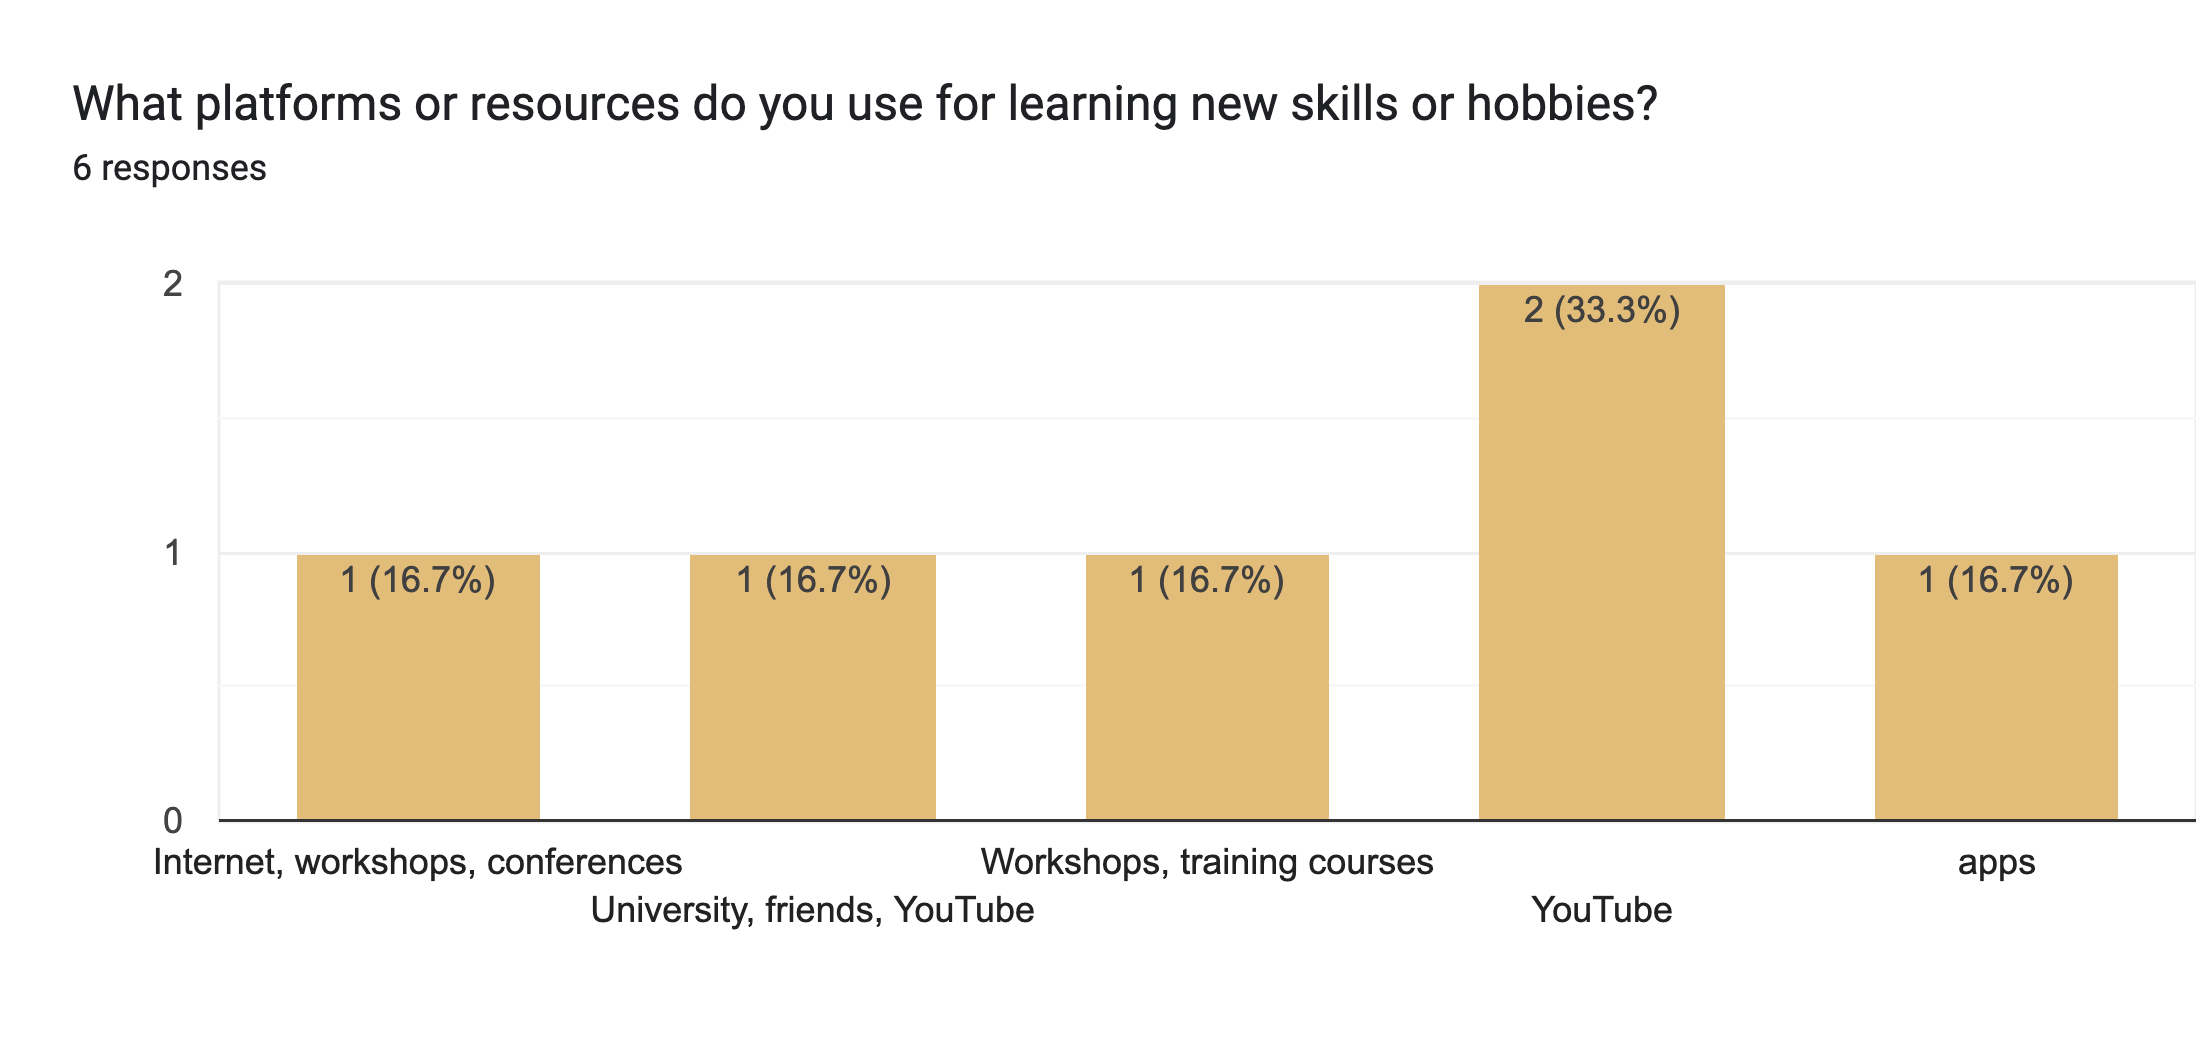 What platforms or resources do you use for learning new skills or hobbies?
6 responses
2
2 (33.3%)
1
1 (16.7%)
1 (16.7%)
1 (16.7%)
1 (16.7%)
0
Internet, workshops, conferences
Workshops, training courses
apps
University, friends, YouTube
YouTube